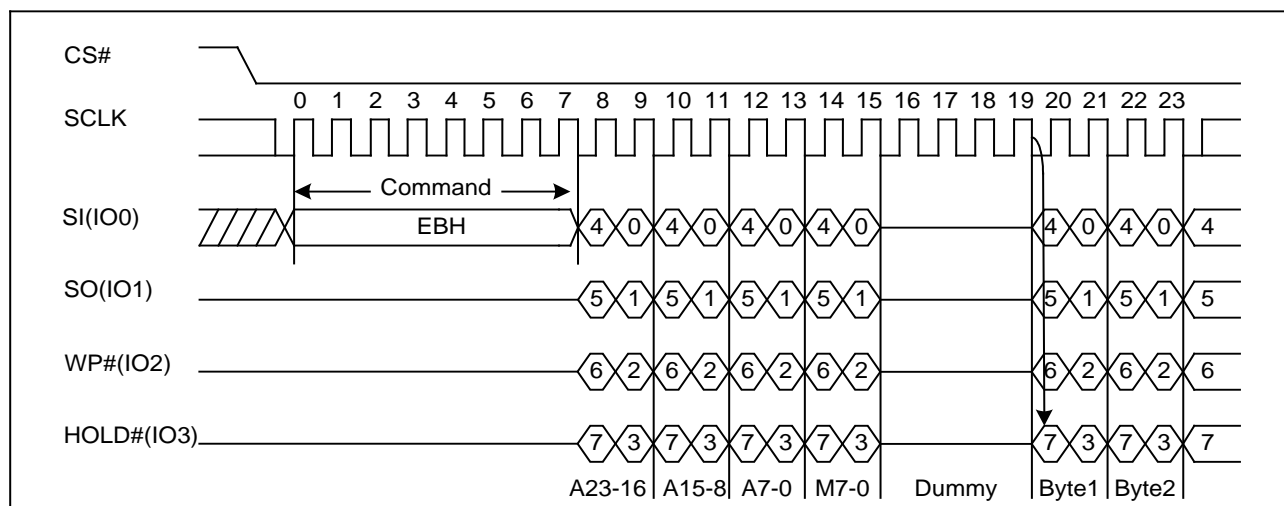 CS#
0 1 2 3 4 5 6 7 8 9 10 11 12 13 14 15 16 17 18 19 20 21 22 23
SCLK
Command
SI(IO0) EBH 4 0 4 0 4 0 4 0 4 0 4 0 4
SO(IO1) 5 1 5 1 5 1 5 1 5 1 5 1 5
WP#(IO2) 6 2 6 2 6 2 6 2 6 2 6 2 6
HOLD#(IO3) 7 3 7 3 7 3 7 3 7 3 7 3 7
A23-16 A15-8 A7-0 M7-0 Dummy Byte1 Byte2